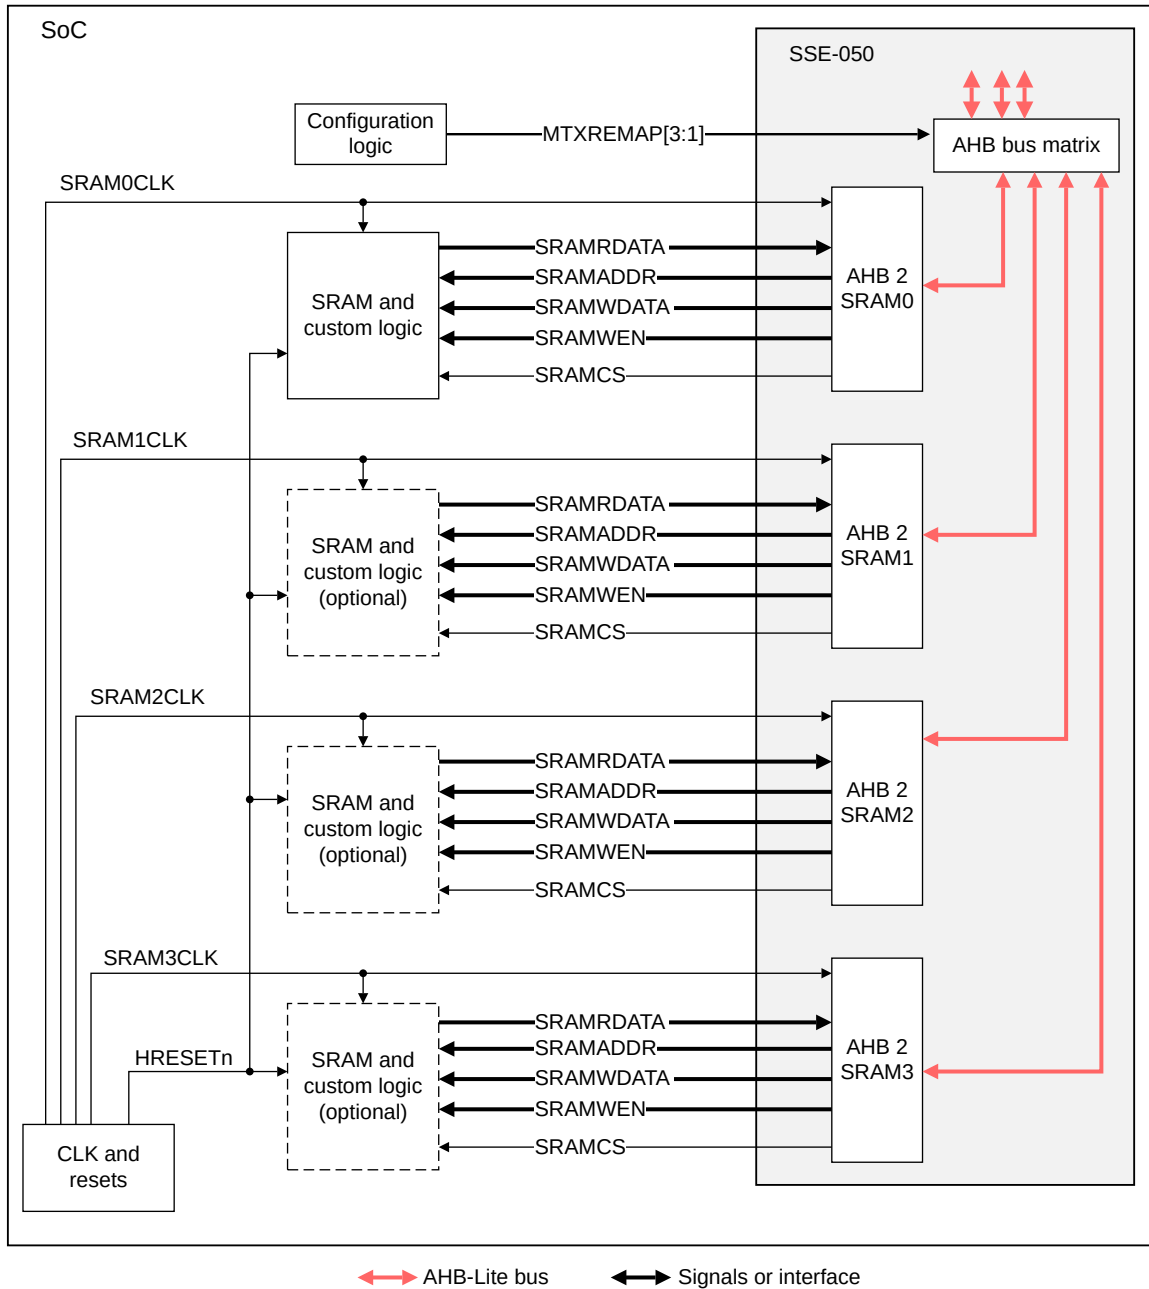 SoC
SSE-050
Configuration
logic
MTXREMAP[3:1]
AHB bus matrix
SRAM0CLK
SRAM and
custom logic
SRAMRDATA
SRAMADDR
SRAMWDATA
SRAMWEN
SRAMCS
AHB 2
SRAM0
SRAM1CLK
SRAM and
custom logic
(optional)
SRAMRDATA
SRAMADDR
SRAMWDATA
SRAMWEN
SRAMCS
AHB 2
SRAM1
SRAM2CLK
SRAM and
custom logic
(optional)
SRAMRDATA
SRAMADDR
SRAMWDATA
SRAMWEN
SRAMCS
AHB 2
SRAM2
SRAM3CLK
HRESETn
SRAM and
custom logic
(optional)
SRAMRDATA
SRAMADDR
SRAMWDATA
SRAMWEN
SRAMCS
AHB 2
SRAM3
CLK and
resets
AHB-Lite bus
Signals or interface